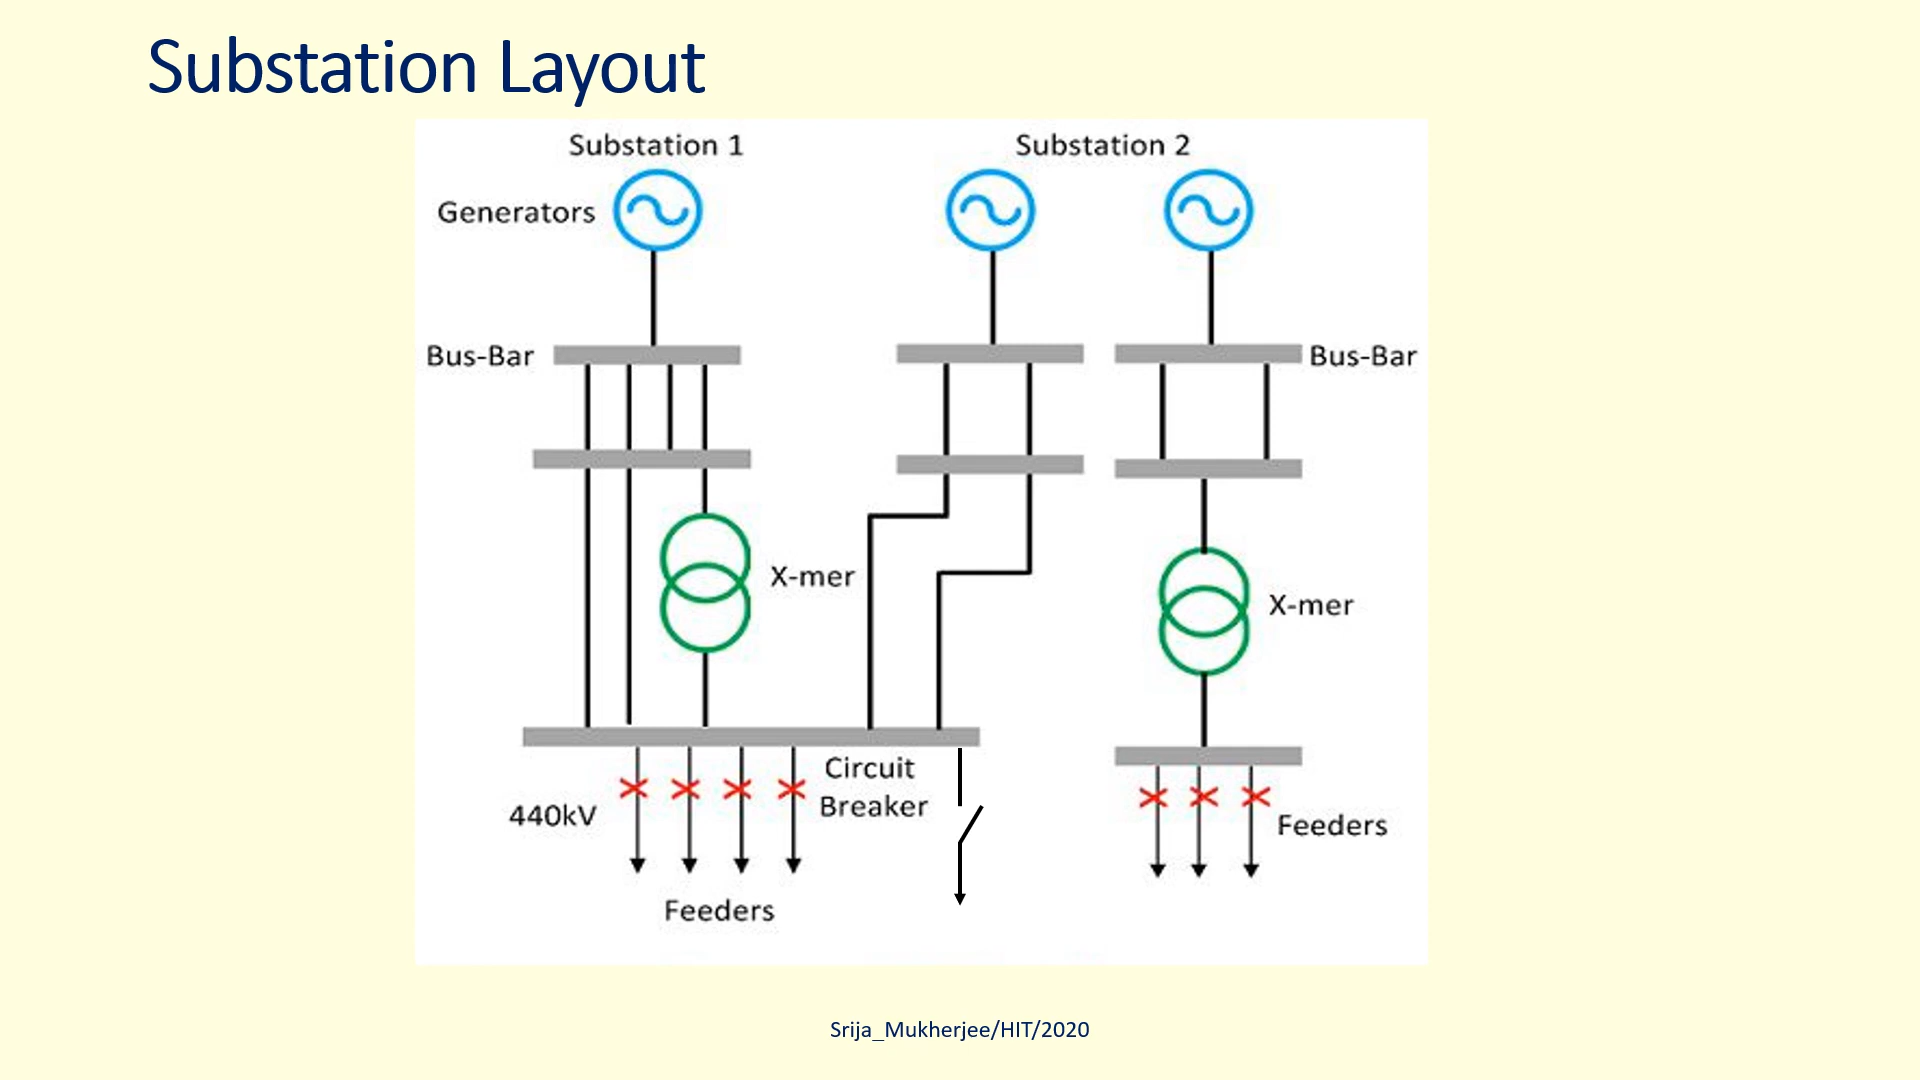 Substation Layout
Substation 1
Substation 2
Generators
Bus-Bar
Bus-Bar
X-mer
X-mer
Circuit
Breaker
440kV
Feeders
Feeders
Srija_Mukherjee/HIT/2020